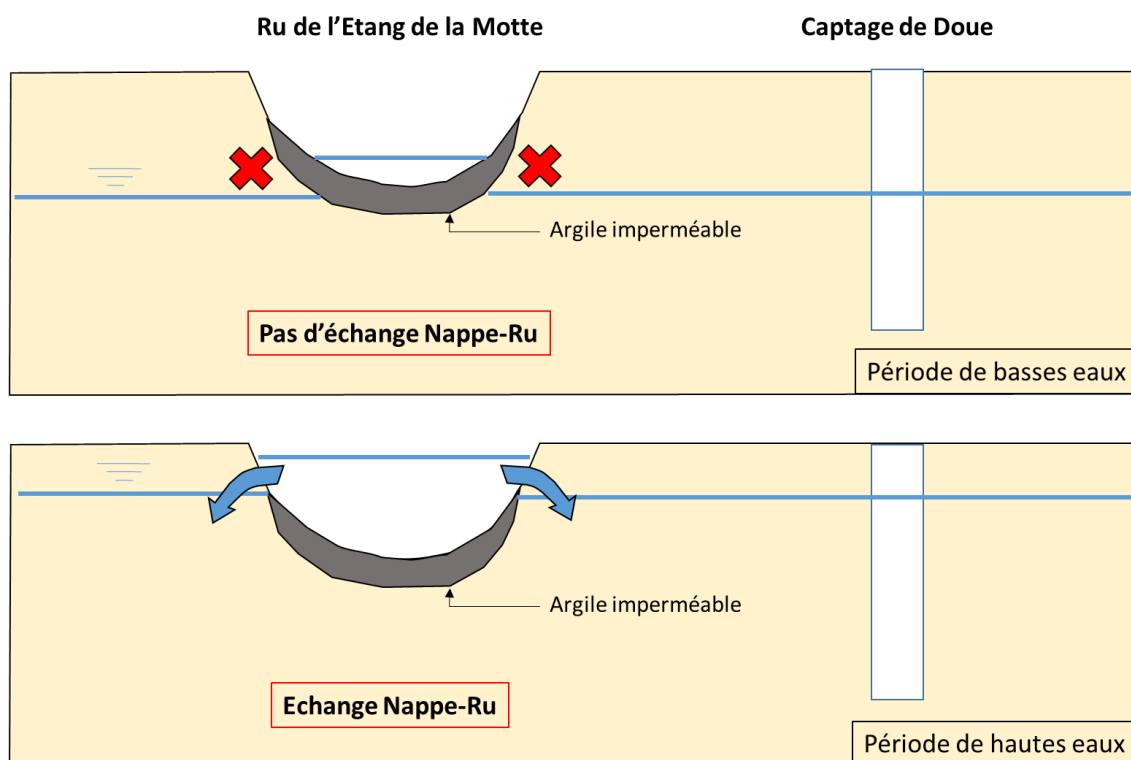 Ru de l'Etang de la Motte
Captage de Doue
Argile imperméable
Pas d'échange Nappe-Ru
Période de basses eaux
Argile imperméable
Echange Nappe-Ru
Période de hautes eaux